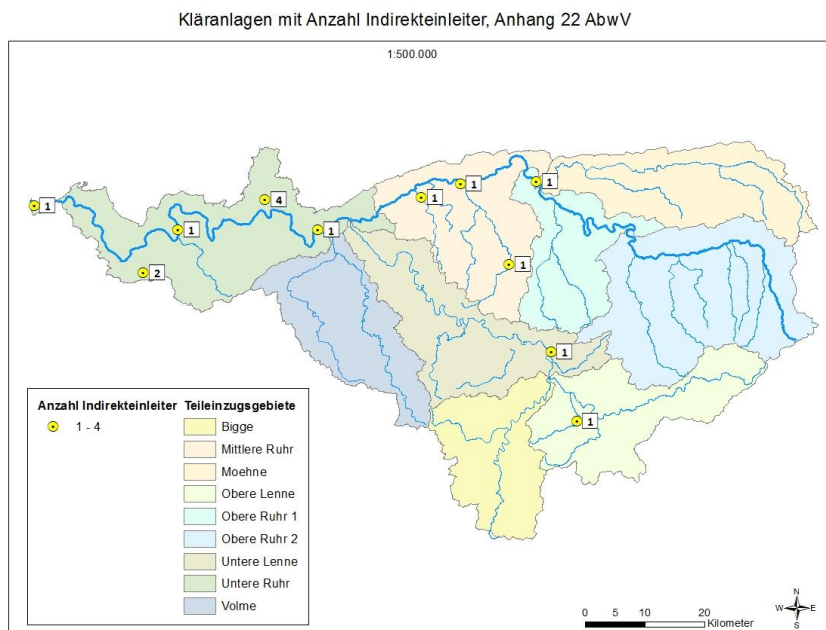 Kläranlagen mit Anzahl Indirekteinleiter, Anhang 22 AbwV
1:500.000
1
1
1
4
1
1
1
1
2
1
1
1
Anzahl Indirekteinleiter
1 - 4
Teileinzugsgebiete
Bigge
Mittlere Ruhr
Moehne
Obere Lenne
Obere Ruhr 1
Obere Ruhr 2
Untere Lenne
Untere Ruhr
Volme
0 5 10 20
Kilometer
N
W E
S